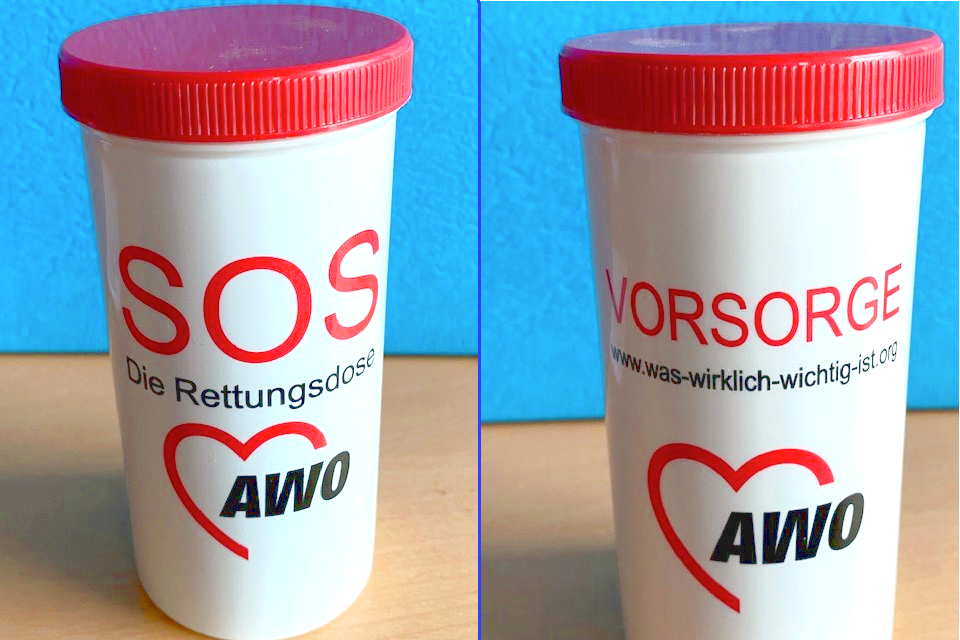 SOS
Die Rettungsdose
AWO
VORSORGE
www.was-wirklich-wichtig-ist.org
AWO